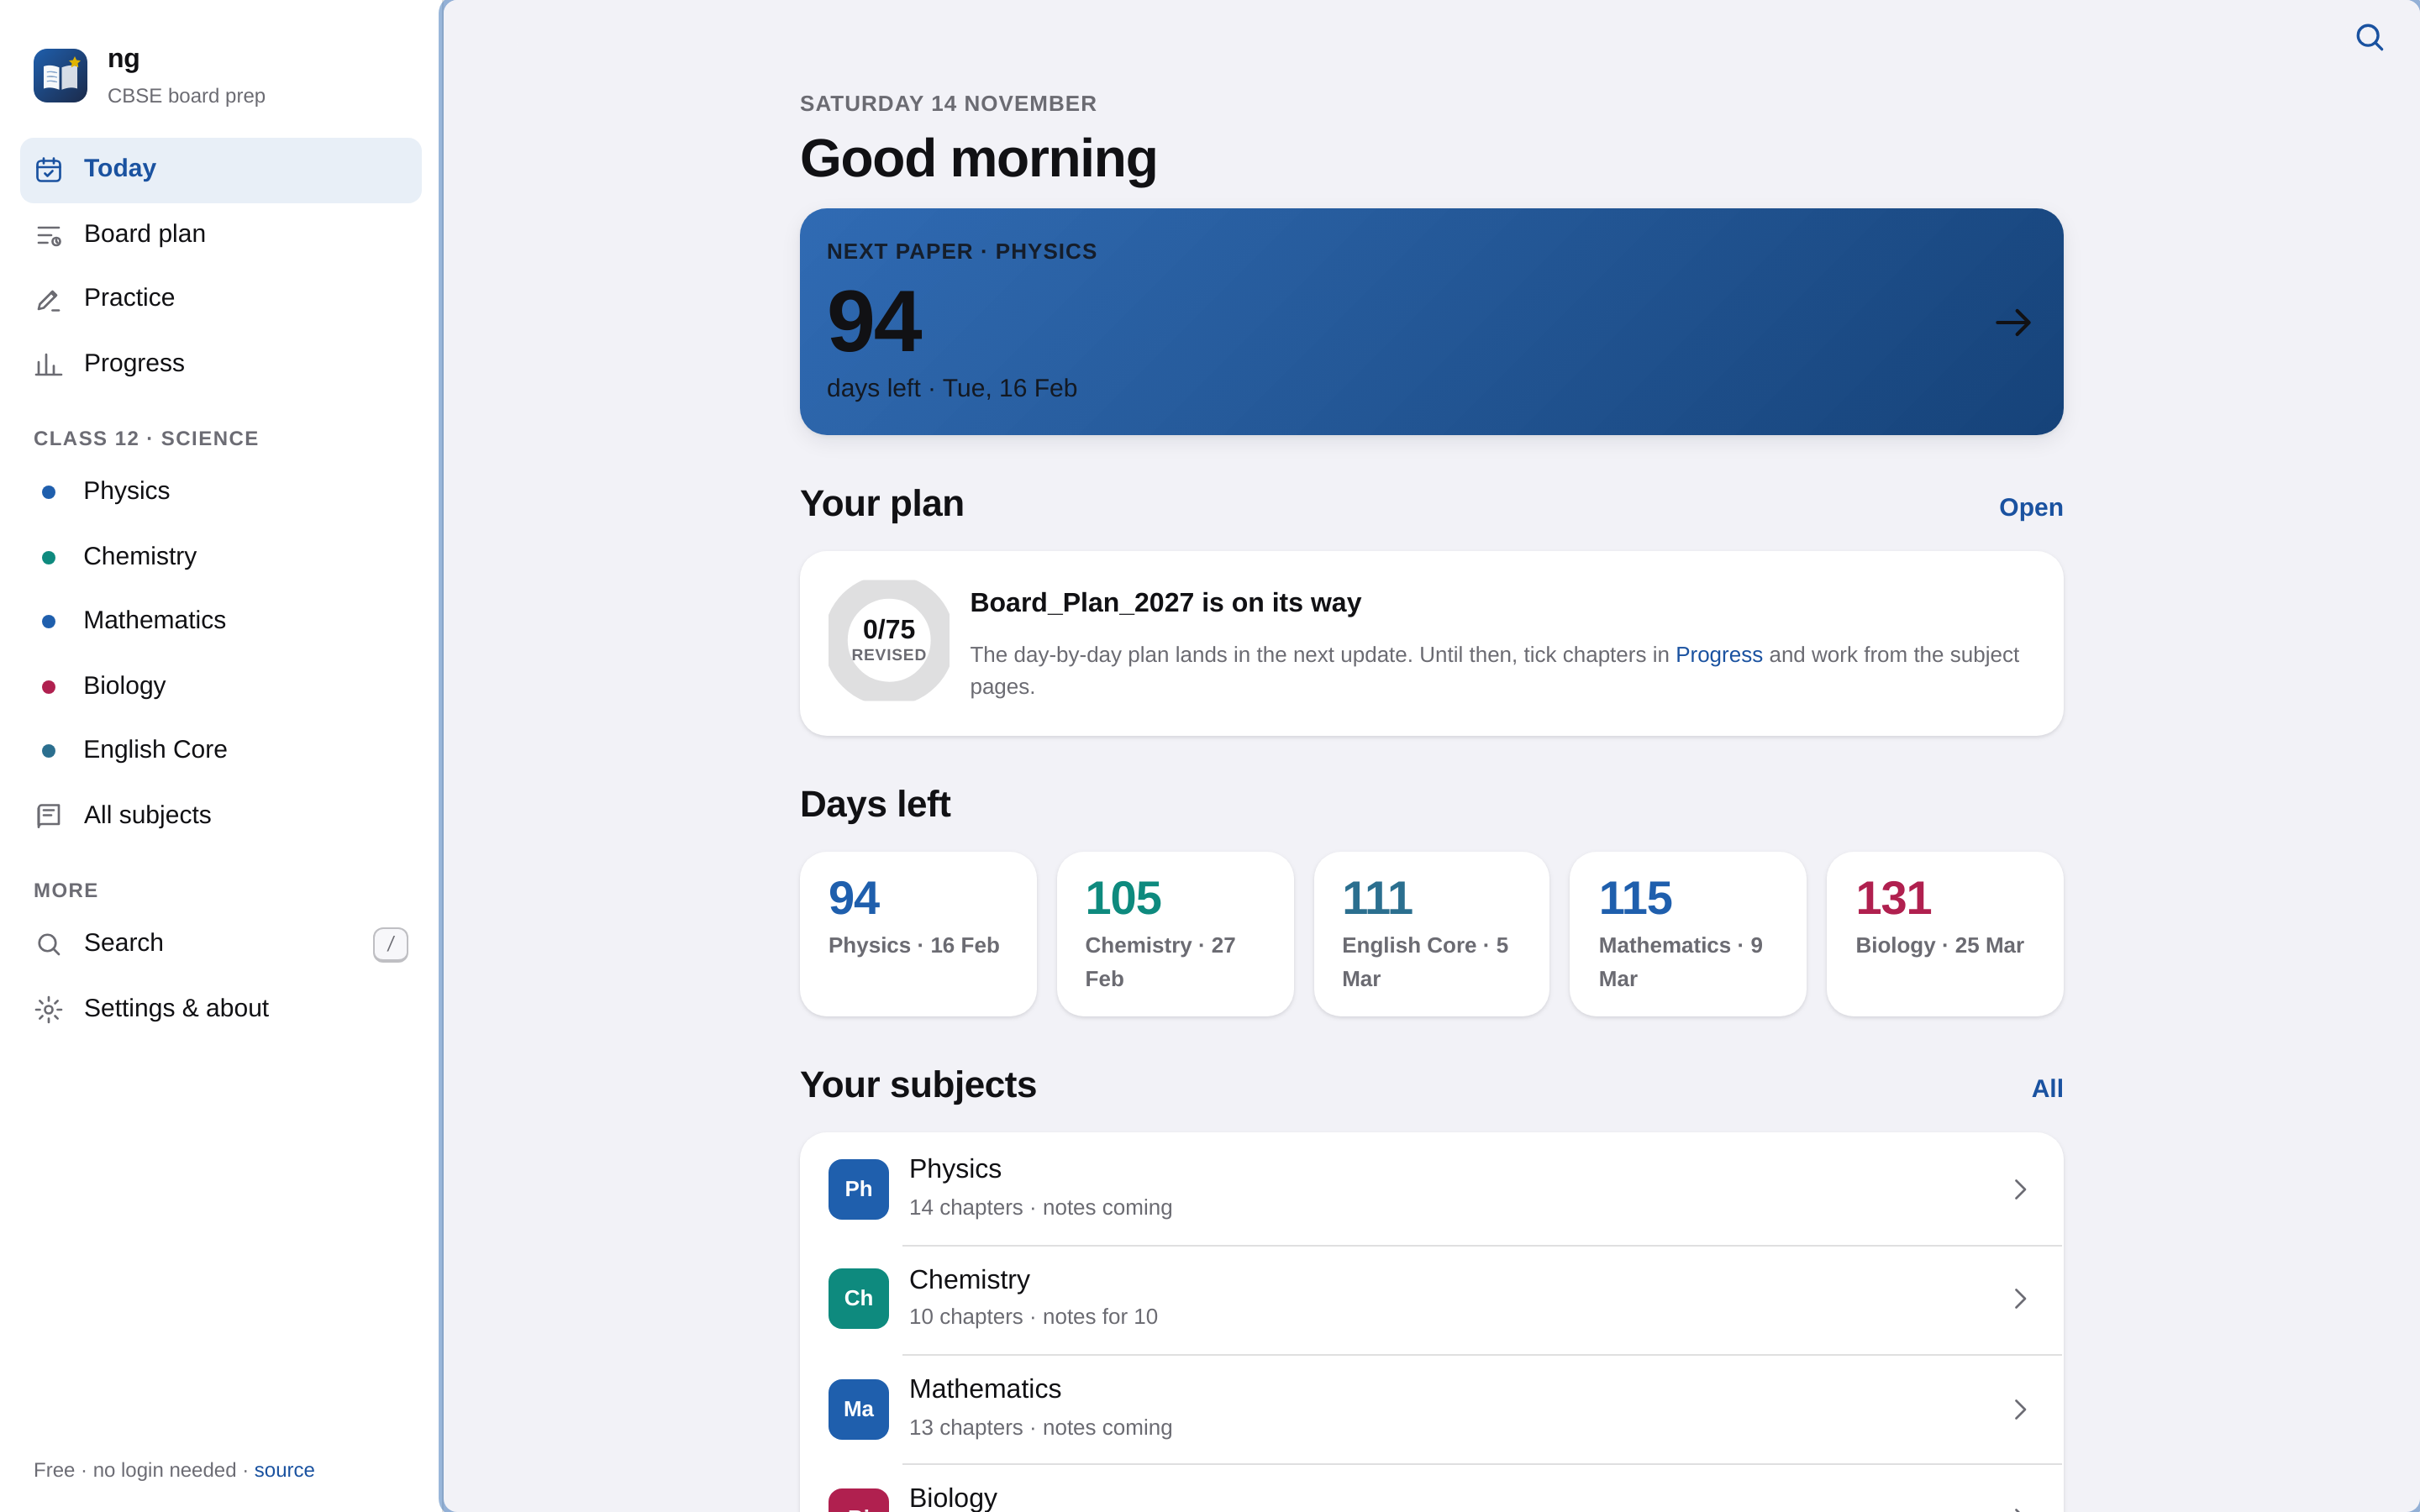 ng
CBSE board prep
Today
Board plan
Practice
Progress
CLASS 12 · SCIENCE
Physics
Chemistry
Mathematics
Biology
English Core
All subjects
MORE
Search
/
Settings & about
Free · no login needed · source
SATURDAY 14 NOVEMBER
Good morning
NEXT PAPER · PHYSICS
94
days left · Tue, 16 Feb
Your plan
Open
0/75
REVISED
Board_Plan_2027 is on its way
The day-by-day plan lands in the next update. Until then, tick chapters in Progress and work from the subject
pages.
Days left
94
Physics · 16 Feb
105
Chemistry · 27
Feb
111
English Core · 5
Mar
115
Mathematics · 9
Mar
131
Biology · 25 Mar
Your subjects
All
Ph
Physics
14 chapters · notes coming
Ch
Chemistry
10 chapters · notes for 10
Ma
Mathematics
13 chapters · notes coming
Biology